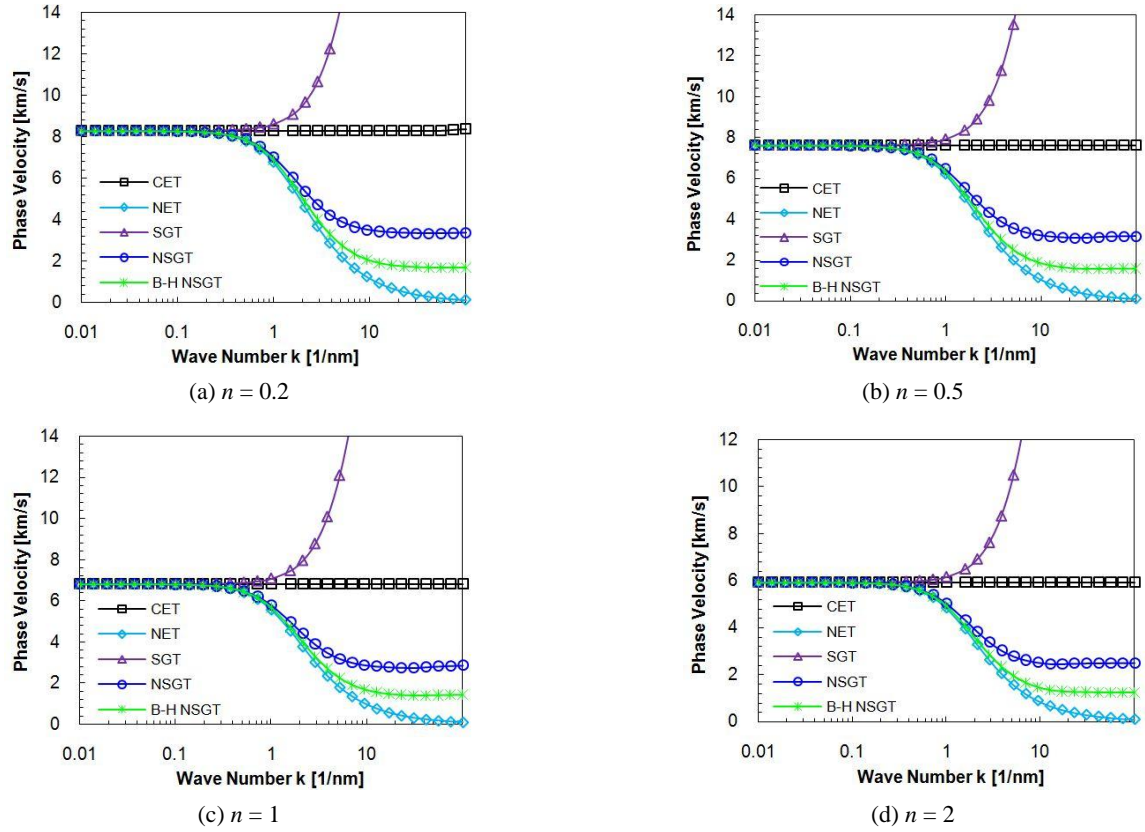 14
12
10
8
6
4
2
0
Phase Velocity [km/s]
CET
NET
SGT
NSGT
B-H NSGT
0.01 0.1 1 10
Wave Number k [1/nm]
(a) n = 0.2
14
12
10
8
6
4
2
0
Phase Velocity [km/s]
CET
NET
SGT
NSGT
B-H NSGT
0.01 0.1 1 10
Wave Number k [1/nm]
(b) n = 0.5
14
12
10
8
6
4
2
0
Phase Velocity [km/s]
CET
NET
SGT
NSGT
B-H NSGT
0.01 0.1 1 10
Wave Number k [1/nm]
(c) n = 1
12
10
8
6
4
2
0
Phase Velocity [km/s]
CET
NET
SGT
NSGT
B-H NSGT
0.01 0.1 1 10
Wave Number k [1/nm]
(d) n = 2